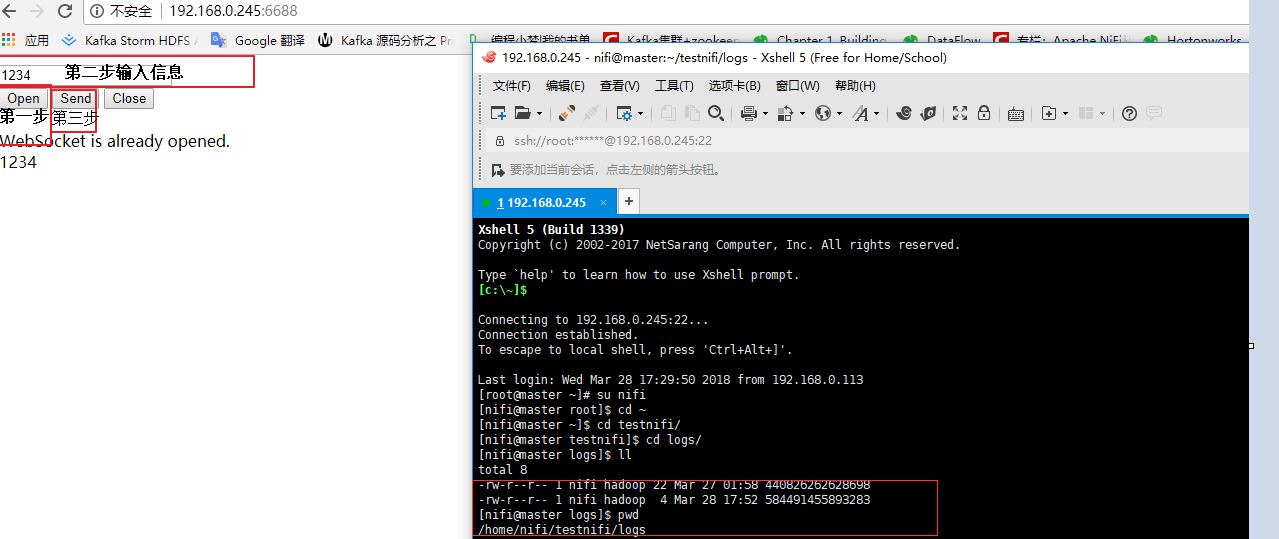 不安全 | 192.168.0.245:6688
应用 Kafka Storm HDFS Google 翻译 Kafka 源码分析之 编程小梦|我的书单 Kafka集群+zookee Chapter 1. Building DataFlow 专栏：Apache NiFi Hortonworks
1234 第二步输入信息
Open Send Close
第一步 第三步
WebSocket is already opened.
1234
192.168.0.245 - nifi@master:~/testnifi/logs - Xshell 5 (Free for Home/School)
文件(F) 编辑(E) 查看(V) 工具(T) 选项卡(B) 窗口(W) 帮助(H)
ssh://root:******@192.168.0.245:22
要添加当前会话，点击左侧的箭头按钮。
1 192.168.0.245 × +
Xshell 5 (Build 1339)
Copyright (c) 2002-2017 NetSarang Computer, Inc. All rights reserved.
Type `help' to learn how to use Xshell prompt.
[c:\~]$
Connecting to 192.168.0.245:22...
Connection established.
To escape to local shell, press 'Ctrl+Alt+]'.
Last login: Wed Mar 28 17:29:50 2018 from 192.168.0.113
[root@master ~]# su nifi
[nifi@master root]$ cd ~
[nifi@master ~]$ cd testnifi/
[nifi@master testnifi]$ cd logs/
[nifi@master logs]$ ll
total 8
-rw-r--r-- 1 nifi hadoop 22 Mar 27 01:58 440826262628698
-rw-r--r-- 1 nifi hadoop  4 Mar 28 17:52 584491455893283
[nifi@master logs]$ pwd
/home/nifi/testnifi/logs